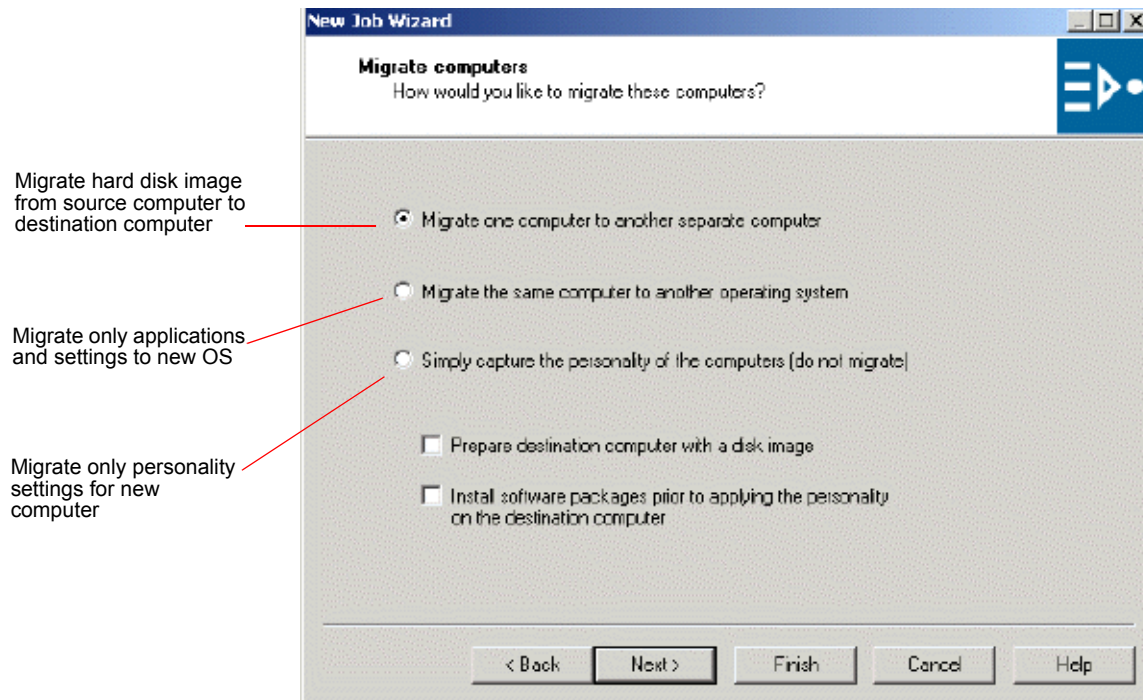 New Job Wizard
Migrate computers
How would you like to migrate these computers?
Migrate hard disk image
from source computer to
destination computer
Migrate one computer to another separate computer
Migrate the same computer to another operating system
Migrate only applications
and settings to new OS
Simply capture the personality of the computers (do not migrate)
Prepare destination computer with a disk image
Migrate only personality
settings for new
computer
Install software packages prior to applying the personality
on the destination computer
< Back
Next >
Finish
Cancel
Help